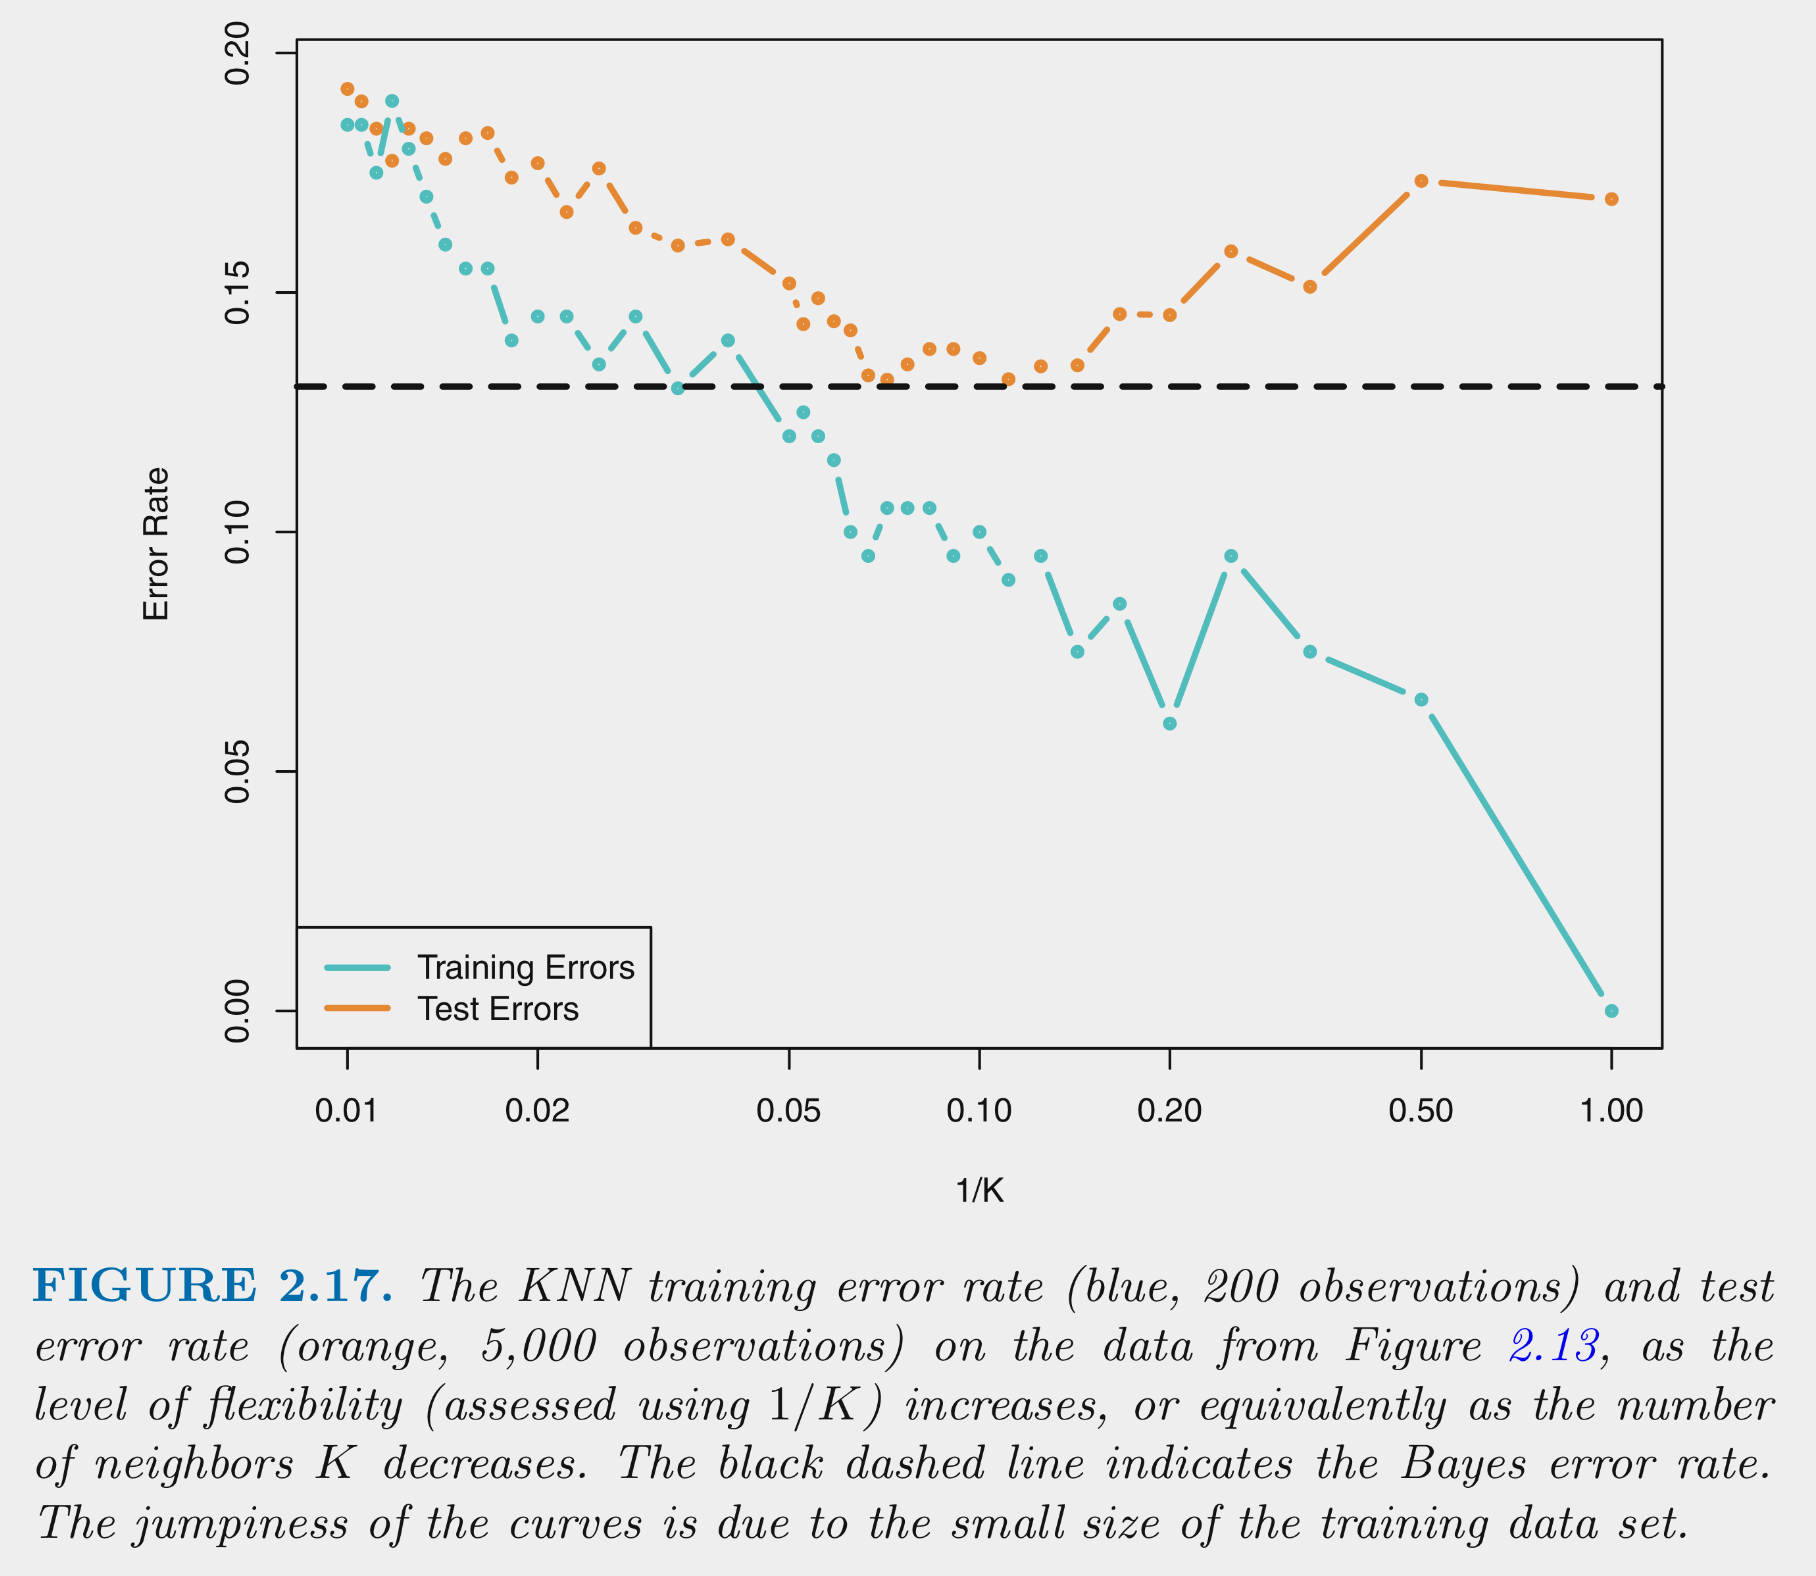 0.20
0.15
0.10
0.05
0.00
Error Rate
Training Errors
Test Errors
0.01 0.02 0.05 0.10 0.20 0.50 1.00
1/K
FIGURE 2.17. The KNN training error rate (blue, 200 observations) and test
error rate (orange, 5,000 observations) on the data from Figure 2.13, as the
level of flexibility (assessed using 1/K) increases, or equivalently as the number
of neighbors K decreases. The black dashed line indicates the Bayes error rate.
The jumpiness of the curves is due to the small size of the training data set.